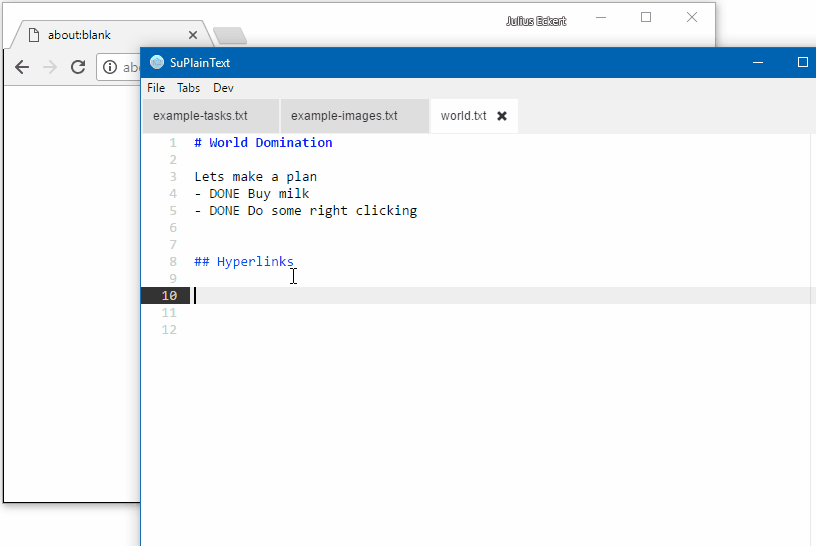 Julius Eckert
about:blank
ab
SuPlainText
File Tabs Dev
example-tasks.txt example-images.txt world.txt
1 # World Domination
2
3 Lets make a plan
4 - DONE Buy milk
5 - DONE Do some right clicking
6
7
8 ## Hyperlinks
9
10
11
12